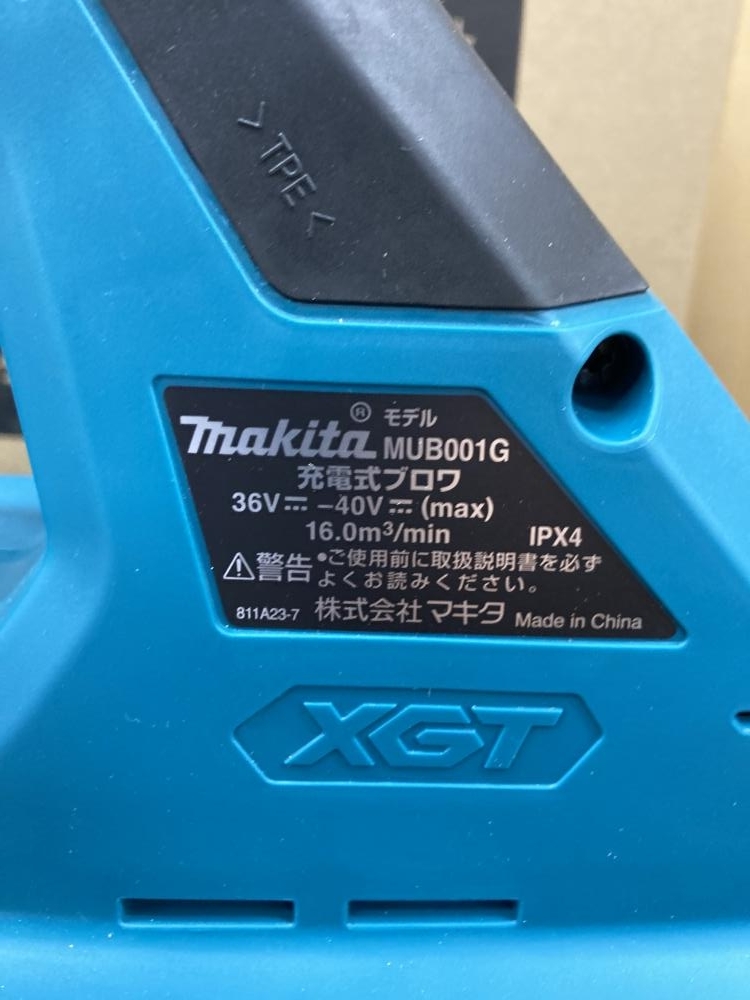 >TPE<
makita® モデル MUB001G
充電式ブロワ
36V⎓ –40V⎓ (max)
16.0m³/min IPX4
⚠警告 •ご使用前に取扱説明書を必ず
よくお読みください。
811A23-7 株式会社マキタ Made in China
XGT